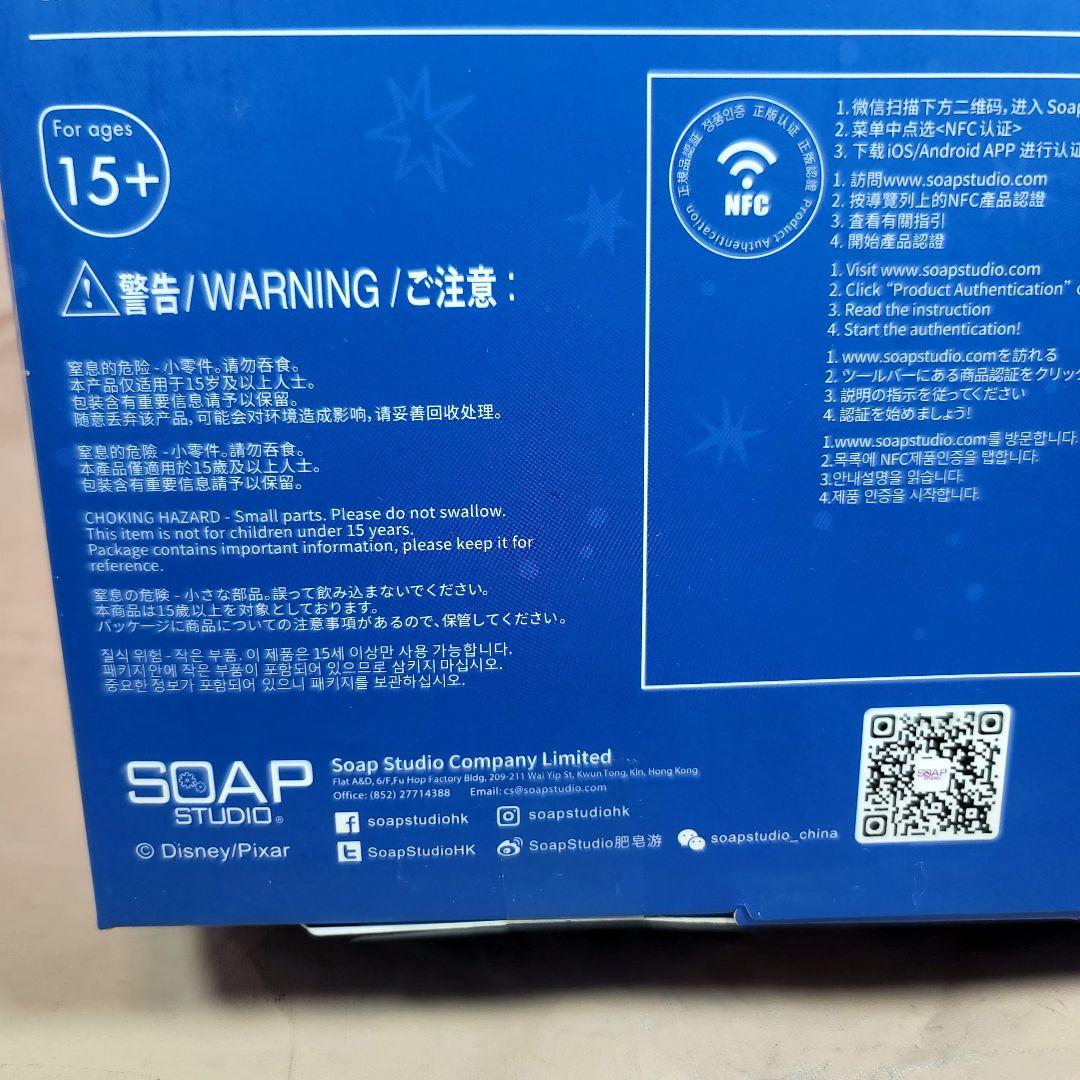 For ages
15+
警告/WARNING/ご注意：
窒息的危险-小零件。请勿吞食。
本产品仅适用于15岁及以上人士。
包装含有重要信息请予以保留。
随意丢弃该产品，可能会对环境造成影响，请妥善回收处理。
窒息的危險-小零件。請勿吞食。
本產品僅適用於15歲及以上人士。
包裝含有重要信息請予以保留。
CHOKING HAZARD - Small parts. Please do not swallow.
This item is not for children under 15 years.
Package contains important information, please keep it for
reference.
窒息の危険-小さな部品。誤って飲み込まないでください。
本商品は15歳以上を対象としております。
パッケージに商品についての注意事項があるので、保管してください。
질식 위험-작은 부품. 이 제품은 15세 이상만 사용 가능합니다.
패키지 안에 작은 부품이 포함되어 있으므로 삼키지 마십시오.
중요한 정보가 포함되어 있으니 패키지를 보관하십시오.
正规品認証 正品인증 正版认证 正版認證 Product Authentication
NFC
1.微信扫描下方二维码，进入 Soap
2. 菜单中点选<NFC认证>
3. 下载iOS/Android APP 进行认证
1. 訪問www.soapstudio.com
2. 按導覽列上的NFC產品認證
3. 查看有關指引
4. 開始產品認證
1. Visit www.soapstudio.com
2. Click “Product Authentication”
3. Read the instruction
4. Start the authentication!
1. www.soapstudio.comを訪れる
2. ツールバーにある商品認証をクリック
3. 説明の指示を従ってください
4. 認証を始めましょう!
1.www.soapstudio.com를 방문합니다.
2.목록에 NFC제품인증을 탭합니다.
3.안내설명을 읽습니다.
4.제품 인증을 시작합니다.
SOAP
STUDIO®
© Disney/Pixar
Soap Studio Company Limited
Flat A&D, 6/F,Fu Hop Factory Bldg, 209-211 Wai Yip St, Kwun Tong, Kln, Hong Kong
Office: (852) 27714388 Email: cs@soapstudio.com
soapstudiohk soapstudiohk
SoapStudioHK SoapStudio肥皂游 soapstudio_china
SOAP
STUDIO